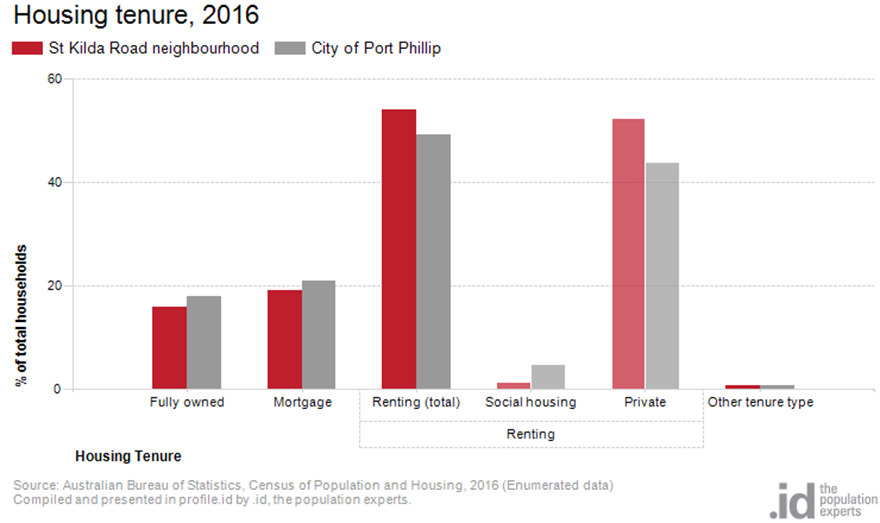 Housing tenure, 2016
St Kilda Road neighbourhood City of Port Phillip
60
40
20
0
% of total households
Fully owned Mortgage Renting (total) Social housing Private Other tenure type
Renting
Housing Tenure
Source: Australian Bureau of Statistics, Census of Population and Housing, 2016 (Enumerated data)
Compiled and presented in profile.id by .id, the population experts.
.id the population experts